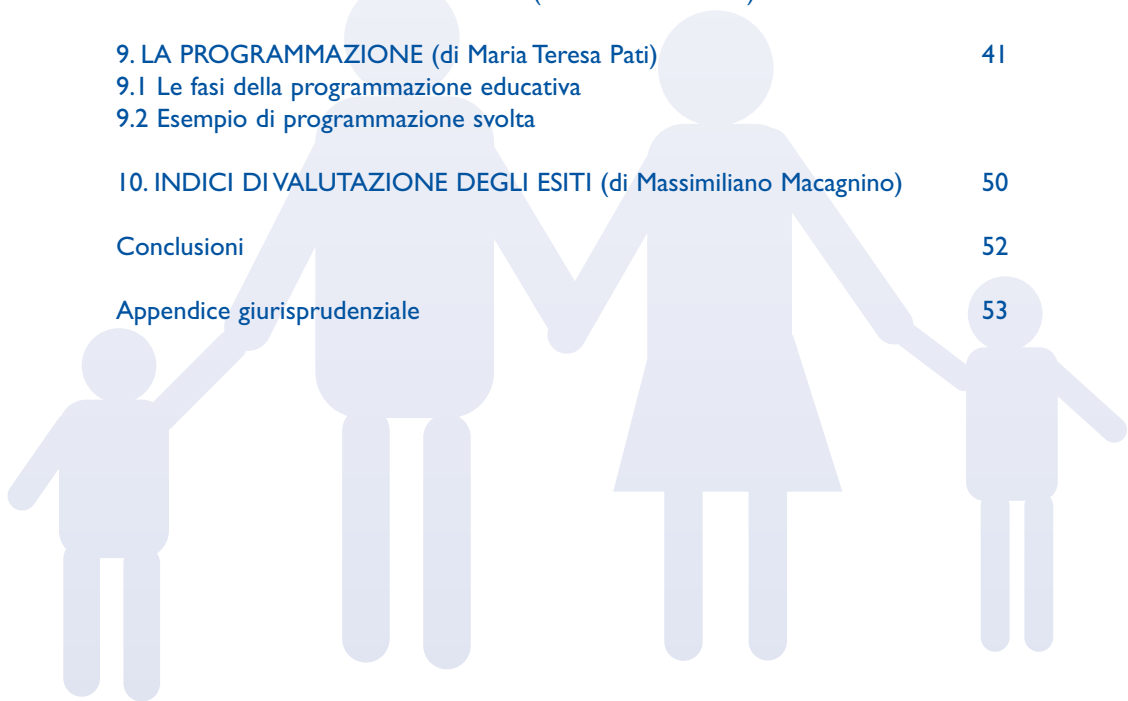 9. LA PROGRAMMAZIONE (di Maria Teresa Pati) 41
9.1 Le fasi della programmazione educativa
9.2 Esempio di programmazione svolta
10. INDICI DI VALUTAZIONE DEGLI ESITI (di Massimiliano Macagnino) 50
Conclusioni 52
Appendice giurisprudenziale 53